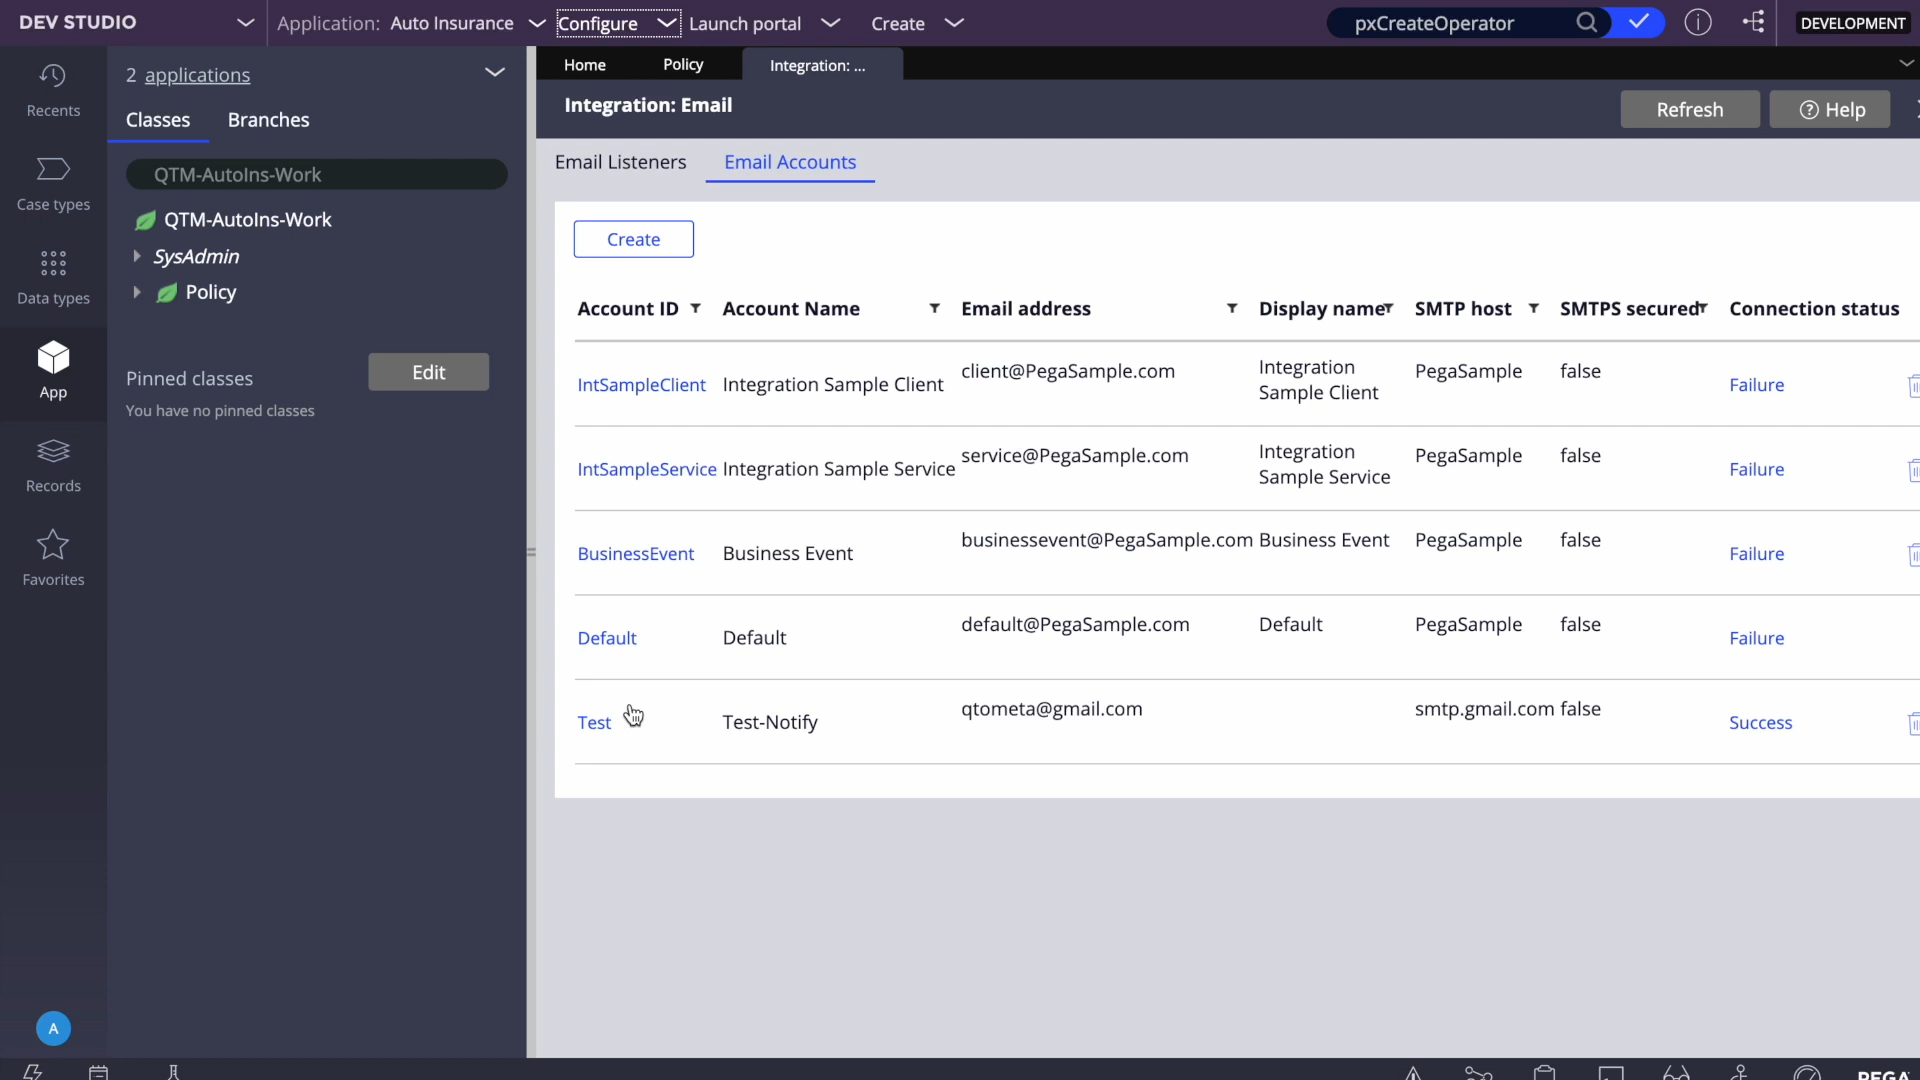 DEV STUDIO
Application: Auto Insurance
Configure
Launch portal
Create
pxCreateOperator
DEVELOPMENT
Recents
Case types
Data types
App
Records
Favorites
A
2 applications
Classes
Branches
QTM-AutoIns-Work
QTM-AutoIns-Work
SysAdmin
Policy
Pinned classes
Edit
You have no pinned classes
Home
Policy
Integration: ...
Integration: Email
Refresh
? Help
Email Listeners
Email Accounts
Create
Account ID Account Name Email address Display name SMTP host SMTPS secured Connection status
IntSampleClient Integration Sample Client client@PegaSample.com Integration Sample Client PegaSample false Failure
IntSampleService Integration Sample Service service@PegaSample.com Integration Sample Service PegaSample false Failure
BusinessEvent Business Event businessevent@PegaSample.com Business Event PegaSample false Failure
Default Default default@PegaSample.com Default PegaSample false Failure
Test Test-Notify qtometa@gmail.com smtp.gmail.com false Success
PEGA